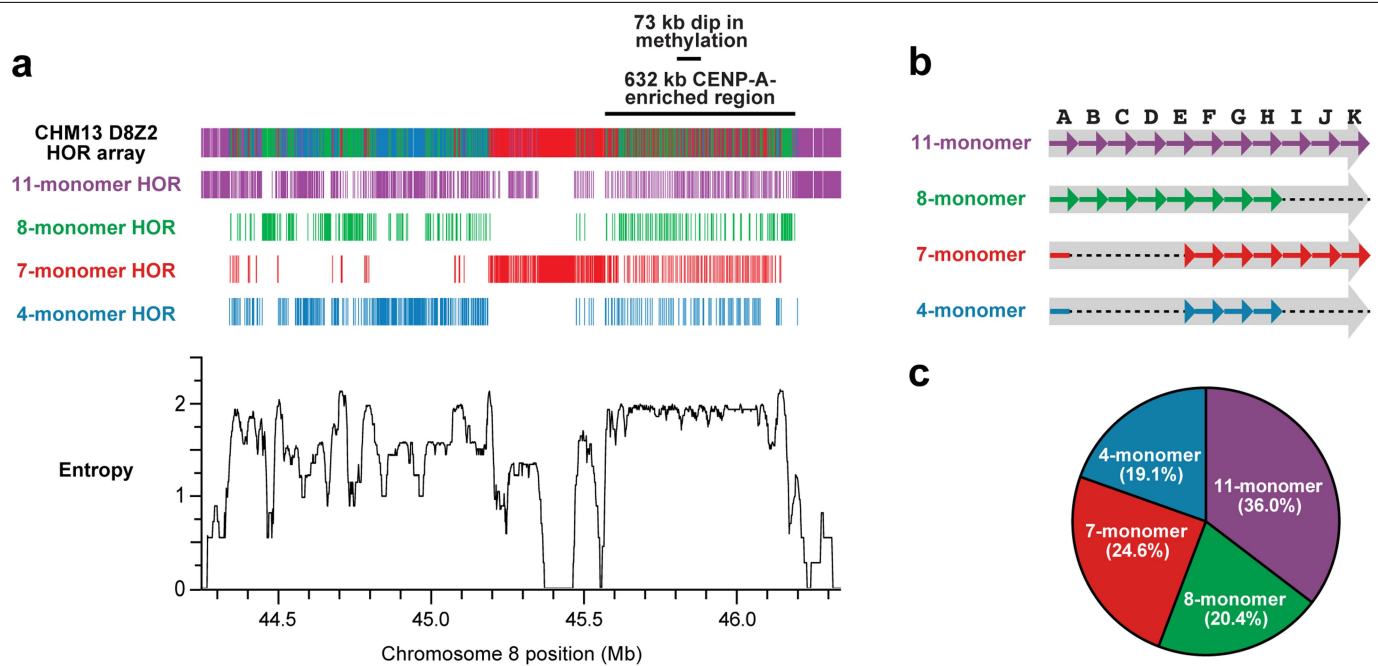 a
73 kb dip in
methylation
632 kb CENP-A-
enriched region
CHM13 D8Z2
HOR array
11-monomer HOR
8-monomer HOR
7-monomer HOR
4-monomer HOR
Entropy
2
1
0
44.5 45.0 45.5 46.0
Chromosome 8 position (Mb)
b
A B C D E F G H I J K
11-monomer
8-monomer
7-monomer
4-monomer
c
4-monomer
(19.1%)
11-monomer
(36.0%)
7-monomer
(24.6%)
8-monomer
(20.4%)